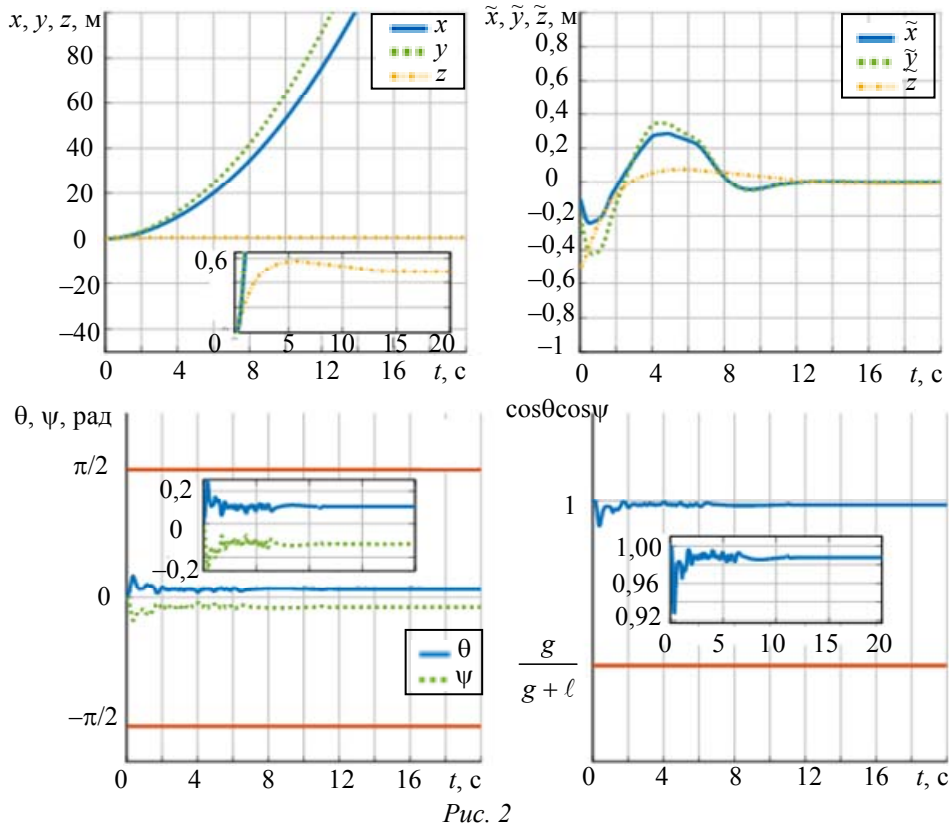 x, y, z, м
80
60
40
20
0
–20
–40
0 4 8 12 16 t, с
x
y
z
0,6
0 5 10 15 20
x̃, ỹ, z̃, м
0,8
0,6
0,4
0,2
0
–0,2
–0,4
–0,6
–0,8
–1
0 4 8 12 16 t, с
x̃
ỹ
z̃
θ, ψ, рад
π/2
0
–π/2
0 4 8 12 16 t, с
0,2
0
–0,2
θ
ψ
cosθcosψ
1
g
g + ℓ
0 4 8 12 16 t, с
1,00
0,96
0,92
0 5 10 15 20
Рис. 2